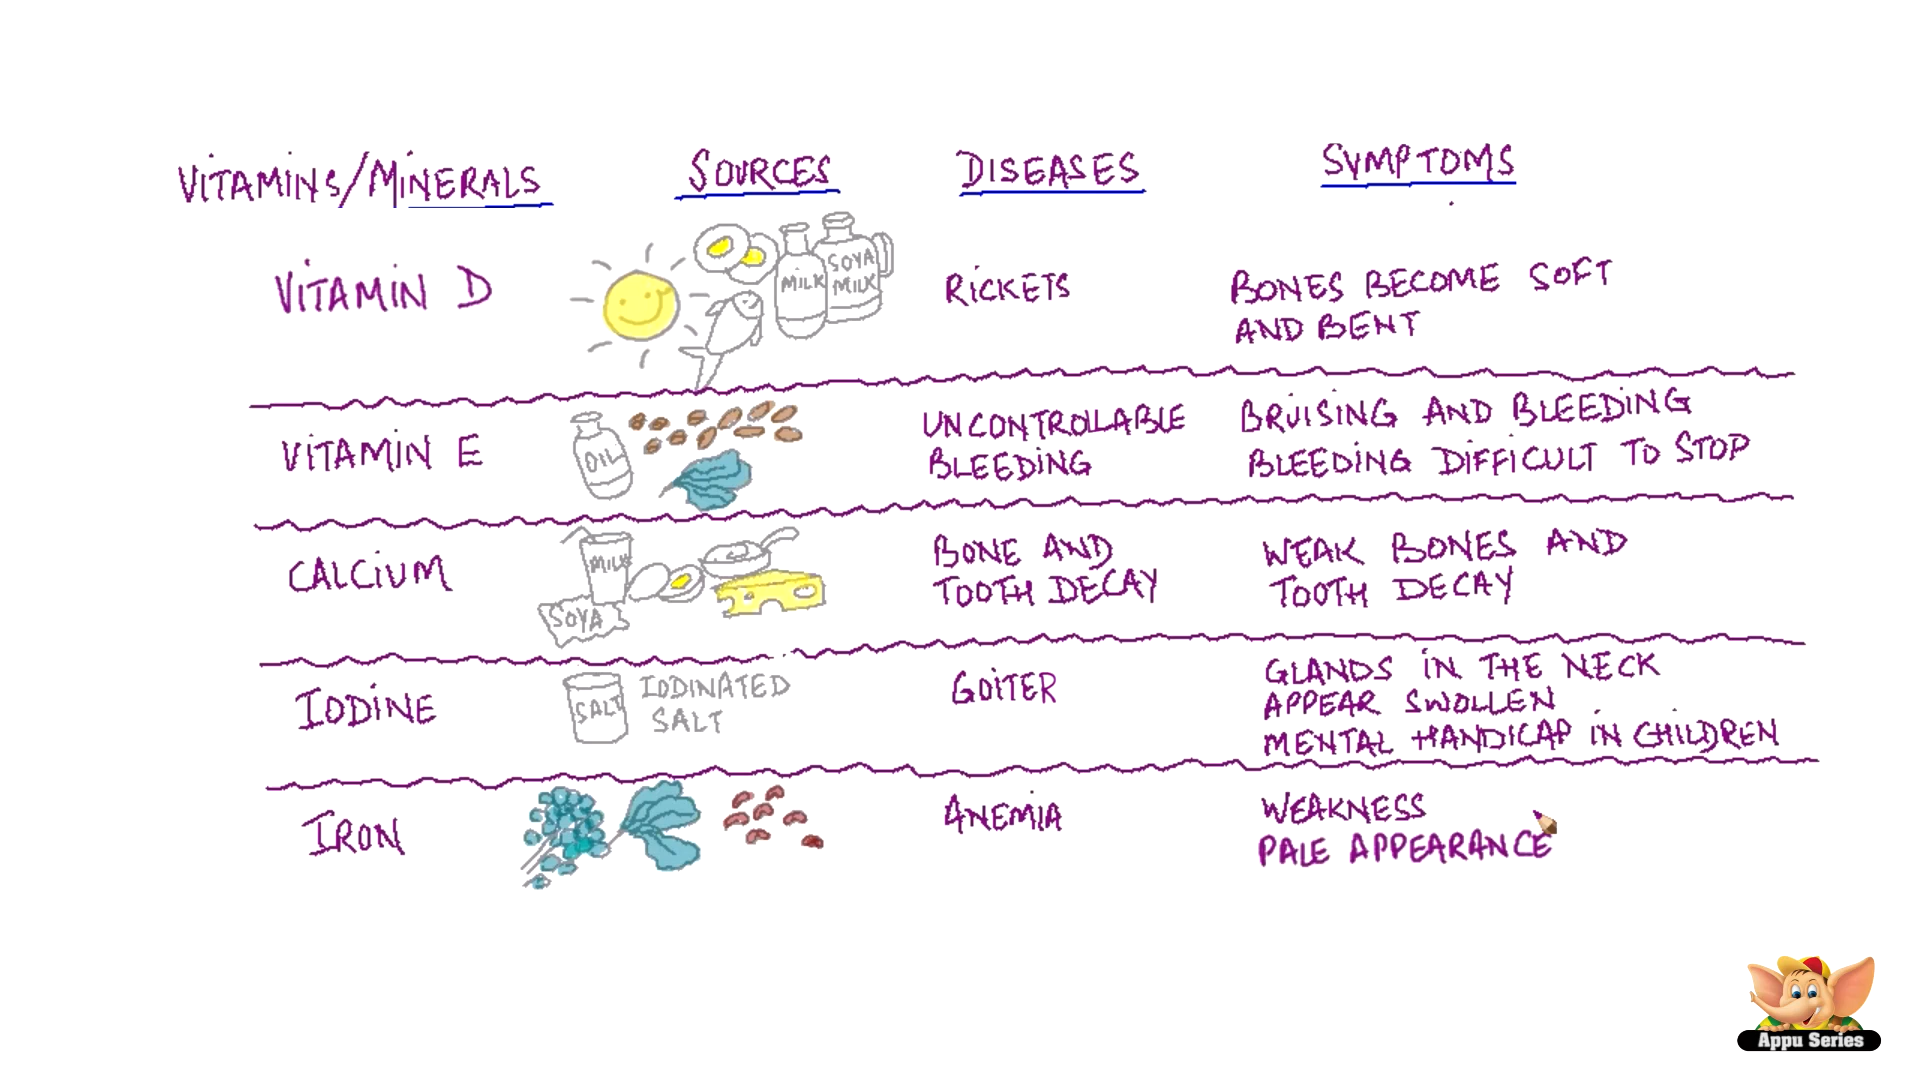 VITAMINS/MINERALS SOURCES DISEASES SYMPTOMS
VITAMIN D
MILK
SOYA
MILK
RICKETS
BONES BECOME SOFT
AND BENT
VITAMIN E
OIL
UNCONTROLLABLE
BLEEDING
BRUISING AND BLEEDING
BLEEDING DIFFICULT TO STOP
CALCIUM
MILK
SOYA
BONE AND
TOOTH DECAY
WEAK BONES AND
TOOTH DECAY
IODINE
SALT
IODINATED
SALT
GOITER
GLANDS IN THE NECK
APPEAR SWOLLEN
MENTAL HANDICAP IN CHILDREN
IRON
ANEMIA
WEAKNESS
PALE APPEARANCE
Appu Series